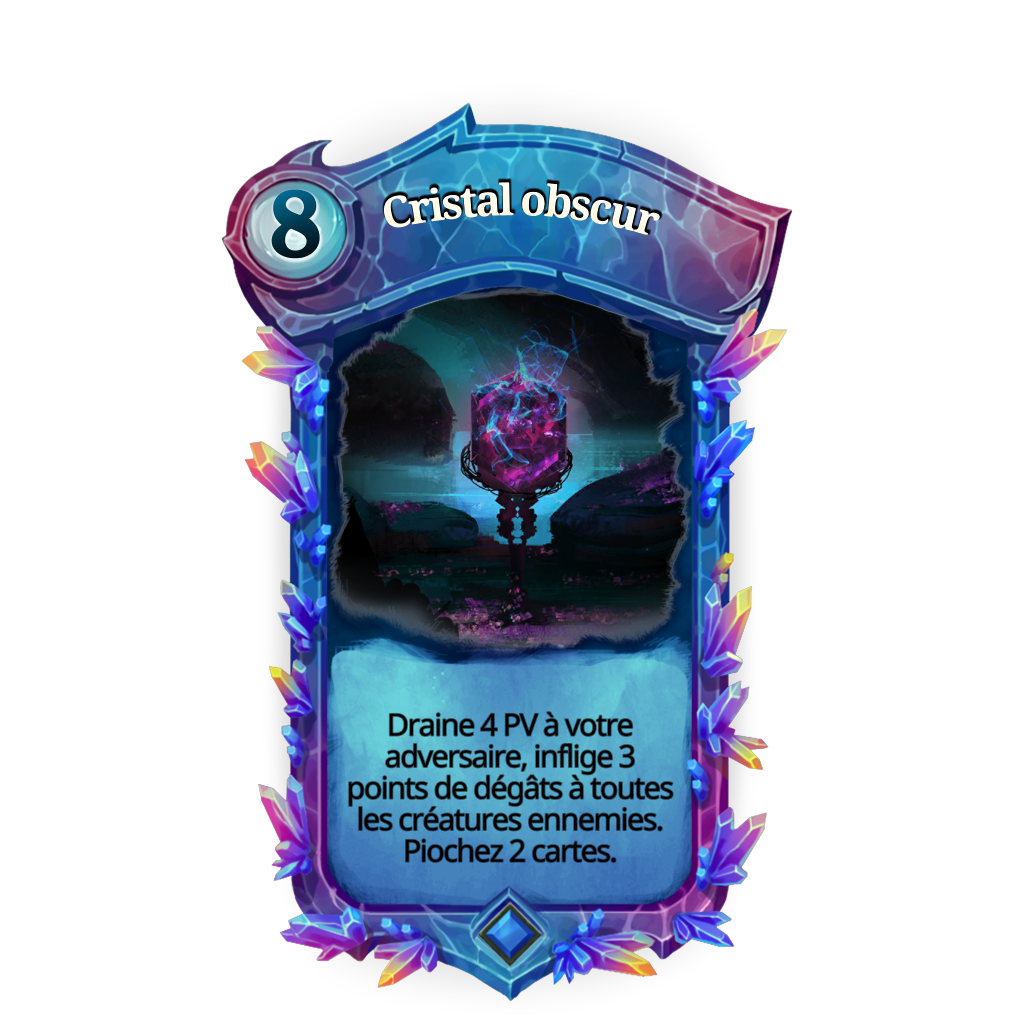 8
Cristal obscur
Draine 4 PV à votre
adversaire, inflige 3
points de dégâts à toutes
les créatures ennemies.
Piochez 2 cartes.